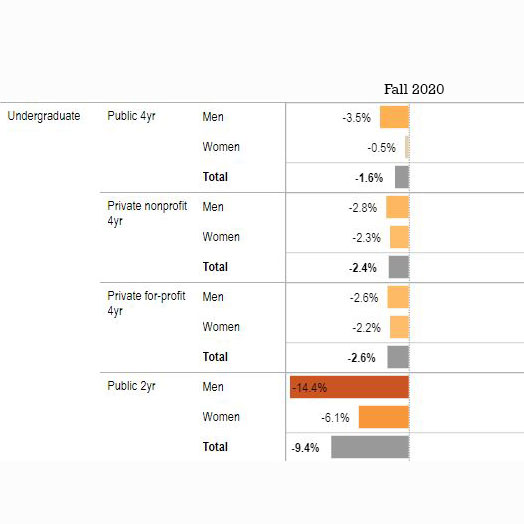 Fall 2020
Undergraduate Public 4yr Men -3.5%
Women -0.5%
Total -1.6%
Private nonprofit 4yr Men -2.8%
Women -2.3%
Total -2.4%
Private for-profit 4yr Men -2.6%
Women -2.2%
Total -2.6%
Public 2yr Men -14.4%
Women -6.1%
Total -9.4%